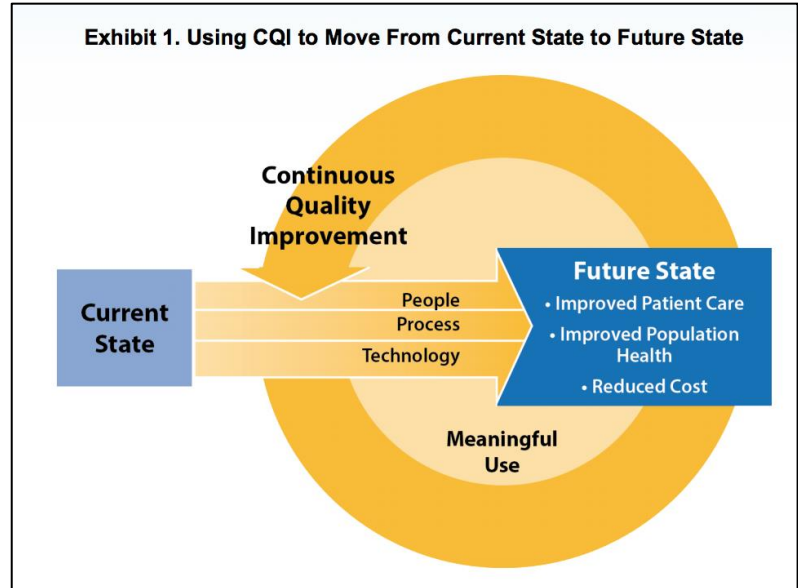 Exhibit 1. Using CQI to Move From Current State to Future State
Continuous
Quality
Improvement
Current
State
People
Process
Technology
Future State
• Improved Patient Care
• Improved Population
Health
• Reduced Cost
Meaningful
Use